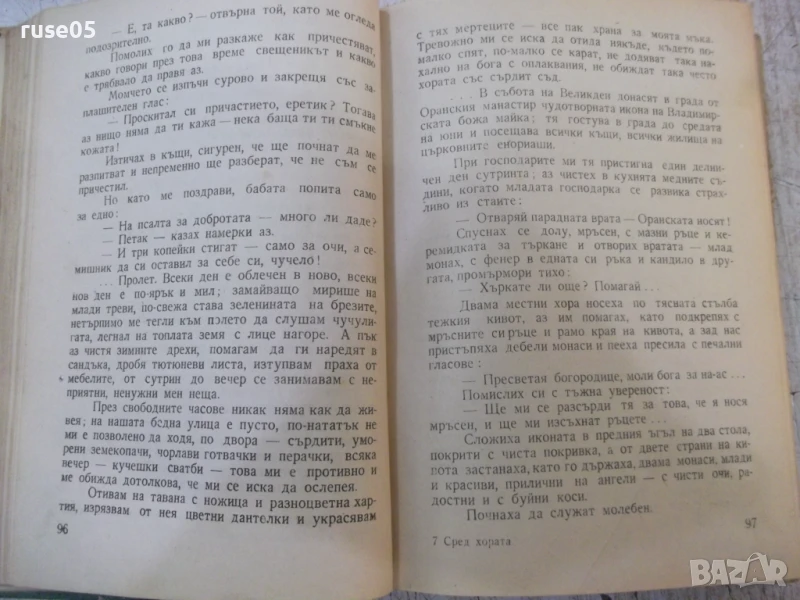 ruse05
— Е, та какво? — отвърна той, като ме огледа
подозрително.
Помолих го да ми разкаже как причестяват,
какво говори през това време свещеникът и какво
е трябвало да правя аз.
Момчето се изпъчи сурово и закрещя със за-
плашителен глас:
— Просkитал си причастието, еретик? Тогава
аз нищо няма да ти кажа — нека баща ти ти смъкне
кожата!
Изтичах в къщи, сигурен, че ще почнат да ме
разпитват и непременно ще разберат, че не съм се
причестил.
Но като ме поздрави, бабата попита само
за едно:
— На псалта за добротата — много ли даде?
— Петак — казах намерки аз.
— И три копейки стигат — само за очи, а се-
мишник да си оставил за себе си, чучело!
... Пролет. Всеки ден е облечен в ново, всеки
нов ден е по-ярък и мил; замайващо мирише на
млади треви, по-свежа става зеленината на брезите,
нетърпимо ме тегли към полето да слушам чучули-
гата, легнал на топлата земя с лице нагоре. А пък
аз чистя зимните дрехи, помагам да ги наредят в
сандъка, дробя тютюневи листа, изтупвам праха от
мебелите, от сутрин до вечер се занимавам с не-
приятни, ненужни мен неща.
През свободните часове никак няма как да жи-
вея; на нашата бедна улица е пусто, по-нататък не
ми е позволено да ходя, по двора — сърдити, умо-
рени земекопачи, чорлави готвачки и перачки, всяка
вечер — кучешки сватби — това ми е противно и
ме обижда дотолкова, че ми се иска да ослепея.
Отивам на тавана с ножица и разноцветна хар-
тия, изрязвам от нея цветни дантелки и украсявам
96
с тях мертеците — все пак храна за моята мъка.
Тревожно ми се иска да отида някъде, където по-
малко спят, по-малко се карат, не додяват така на-
хално на бога с оплаквания, не обиждат така често
хората със сърдит съд.
... В събота на Великден донасят в града от
Оранския манастир чудотворната икона на Владимир-
ската божа майка; тя гостува в града до средата
на юни и посещава всички къщи, всички жилища на
църковните енориаши.
При господарите ми тя пристигна един делни-
чен ден сутринта; аз чистех в кухнята медните съ-
дини, когато младата господарка се развика страх-
ливо из стаите:
— Отваряй парадната врата — Оранската носят!
Спуснах се долу, мръсен, с мазни ръце и ке-
ремидката за търкане и отворих вратата — млад
монах, с фенер в едната си ръка и кандило в дру-
гата, промърмори тихо:
— Хъркате ли още? Помагай ...
Двама местни хора носеха по тясната стълба
тежкия кивот, аз им помагах, като подкрепях с
мръсните си ръце и рамо края на кивота, а зад нас
пристъпяха дебели монаси и пееха пресила с печални
гласове:
— Пресветая богородице, моли бога за на-ас ...
Помислих си с тъжна увереност:
— Ще ми се разсърди тя за това, че я нося
мръсен, и ще ми изсъхнат ръцете ...
Сложиха иконата в предния ъгъл на два стола,
покрити с чиста покривка, а от двете страни на ки-
вота застанаха, като го държаха, двама монаси, млади
и красиви, прилични на ангели — с чисти очи, ра-
достни и с буйни коси.
Почнаха да служат молебен.
7 Сред хората
97
BAZAR